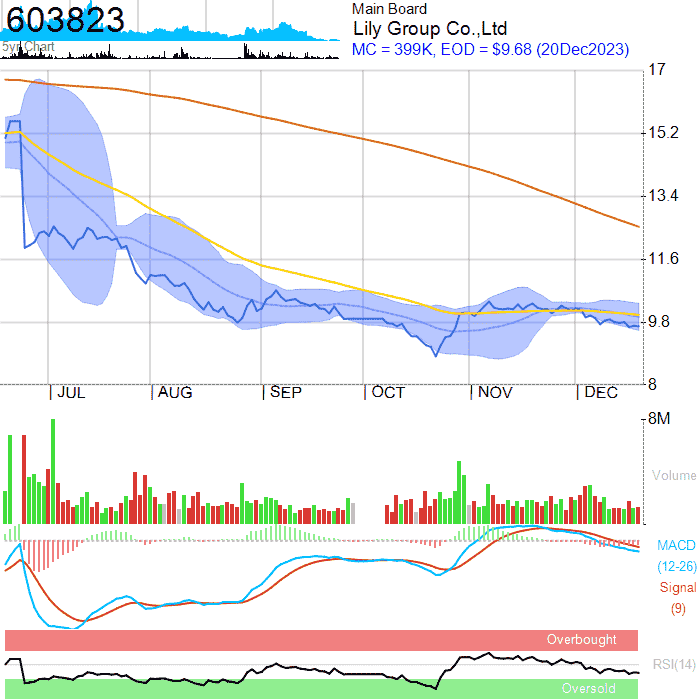 603823
5yr Chart
Main Board
Lily Group Co.,Ltd
MC = 399K, EOD = $9.68 (20Dec2023)
17
15.2
13.4
11.6
9.8
8
JUL
AUG
SEP
OCT
NOV
DEC
8M
Volume
MACD
(12-26)
Signal
(9)
Overbought
RSI(14)
Oversold